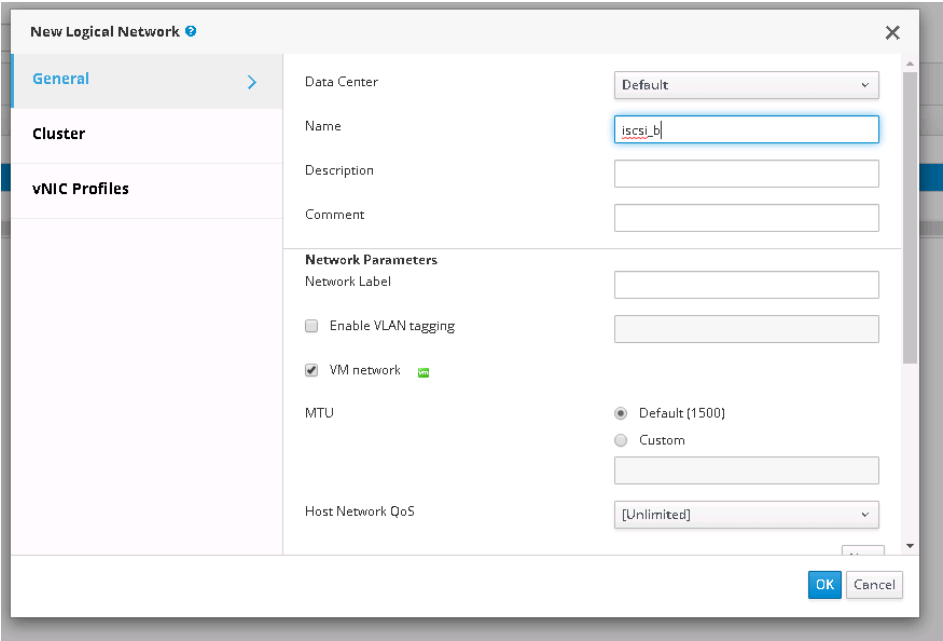 New Logical Network
General
Cluster
vNIC Profiles
Data Center
Default
Name
iscsi_b
Description
Comment
Network Parameters
Network Label
Enable VLAN tagging
VM network
vm
MTU
Default (1500)
Custom
Host Network QoS
[Unlimited]
OK
Cancel